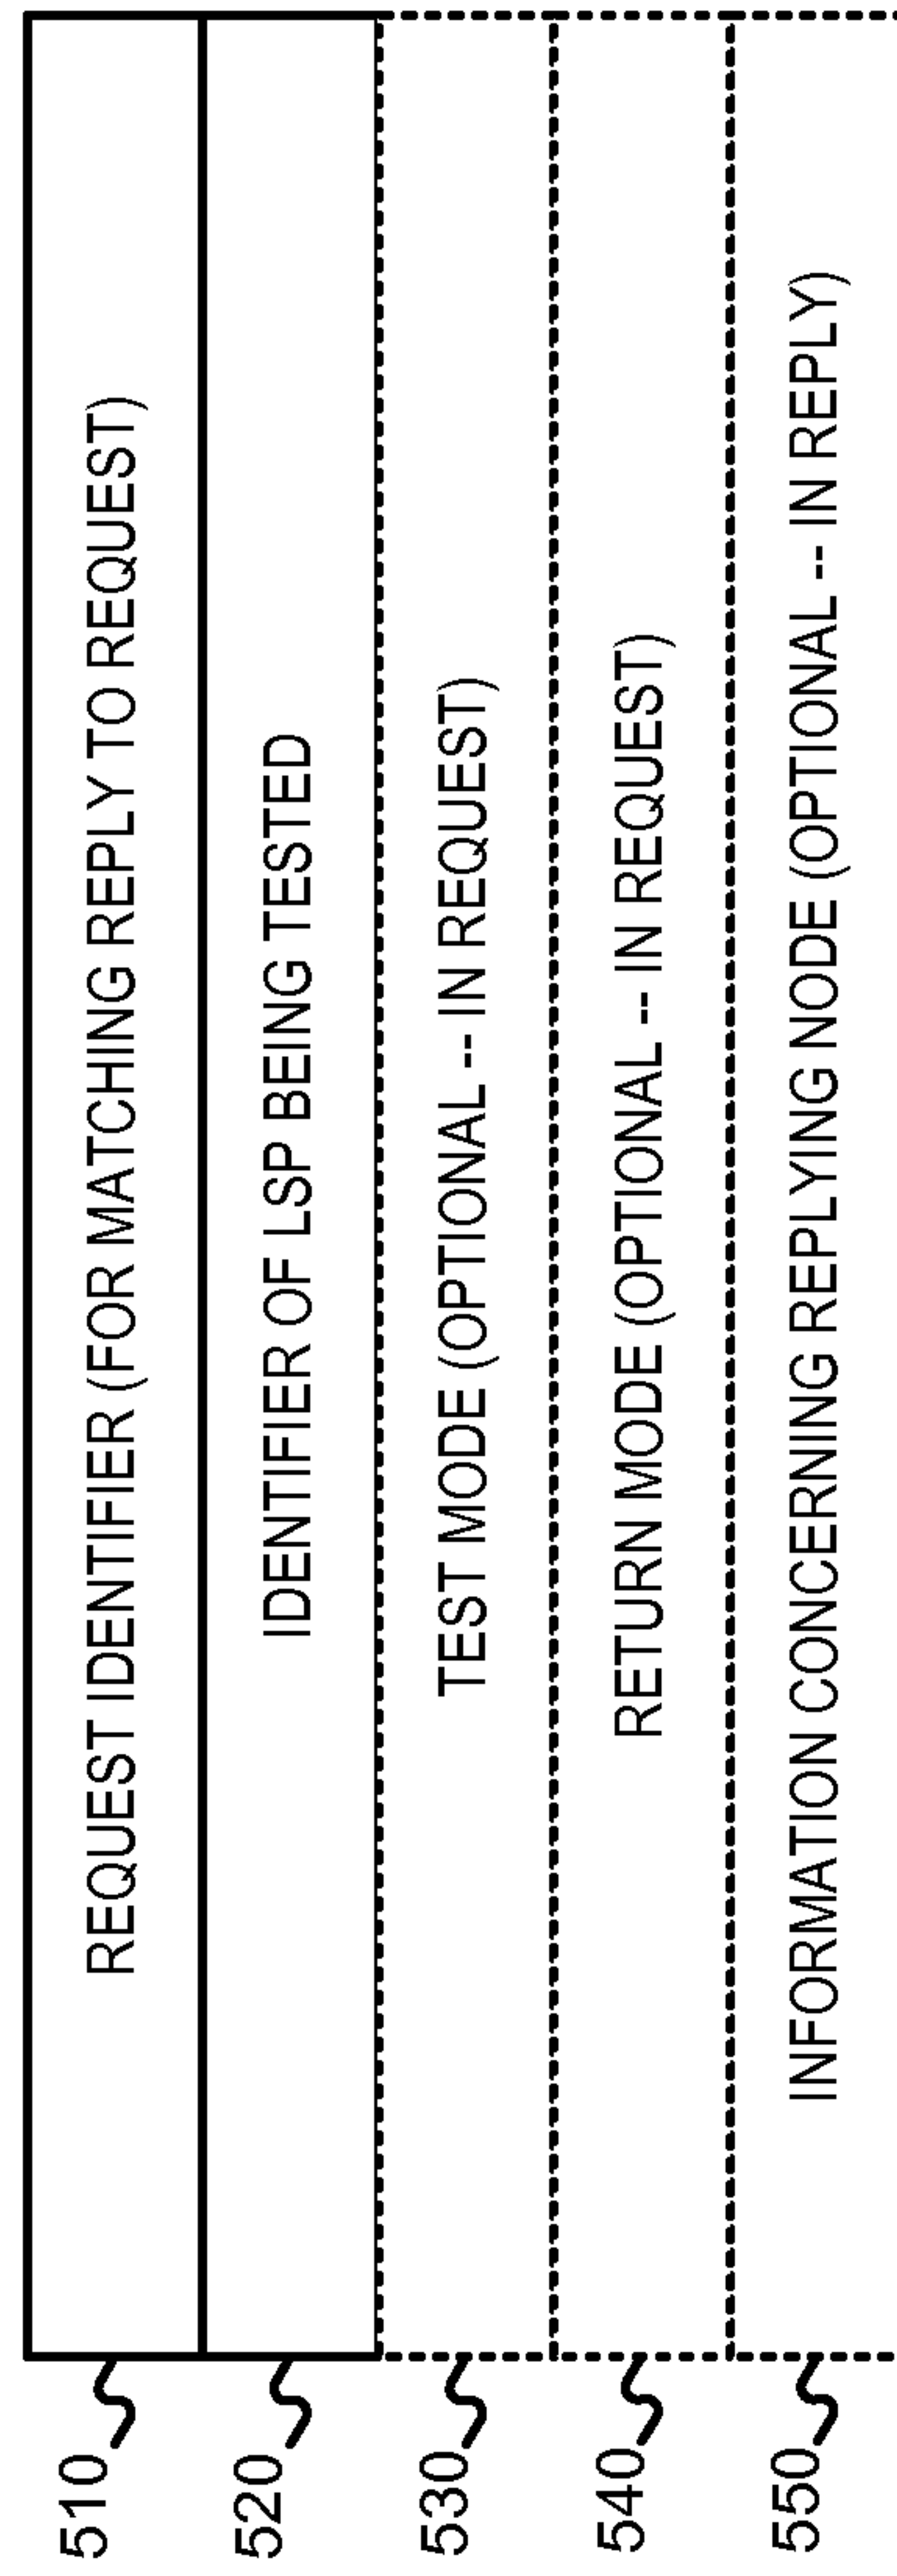 510 REQUEST IDENTIFIER (FOR MATCHING REPLY TO REQUEST)
520 IDENTIFIER OF LSP BEING TESTED
530 TEST MODE (OPTIONAL -- IN REQUEST)
540 RETURN MODE (OPTIONAL -- IN REQUEST)
550 INFORMATION CONCERNING REPLYING NODE (OPTIONAL -- IN REPLY)